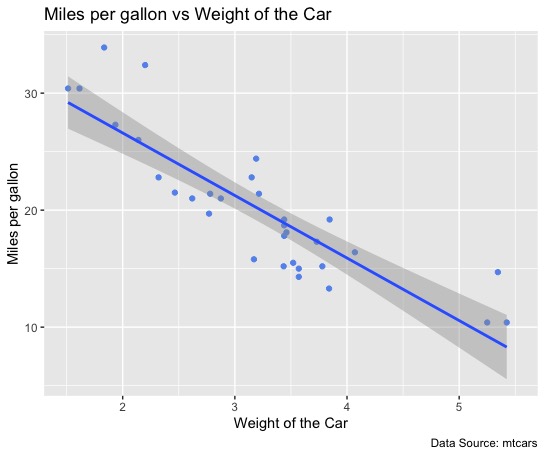 Miles per gallon vs Weight of the Car
Miles per gallon
30
20
10
2 3 4 5
Weight of the Car
Data Source: mtcars